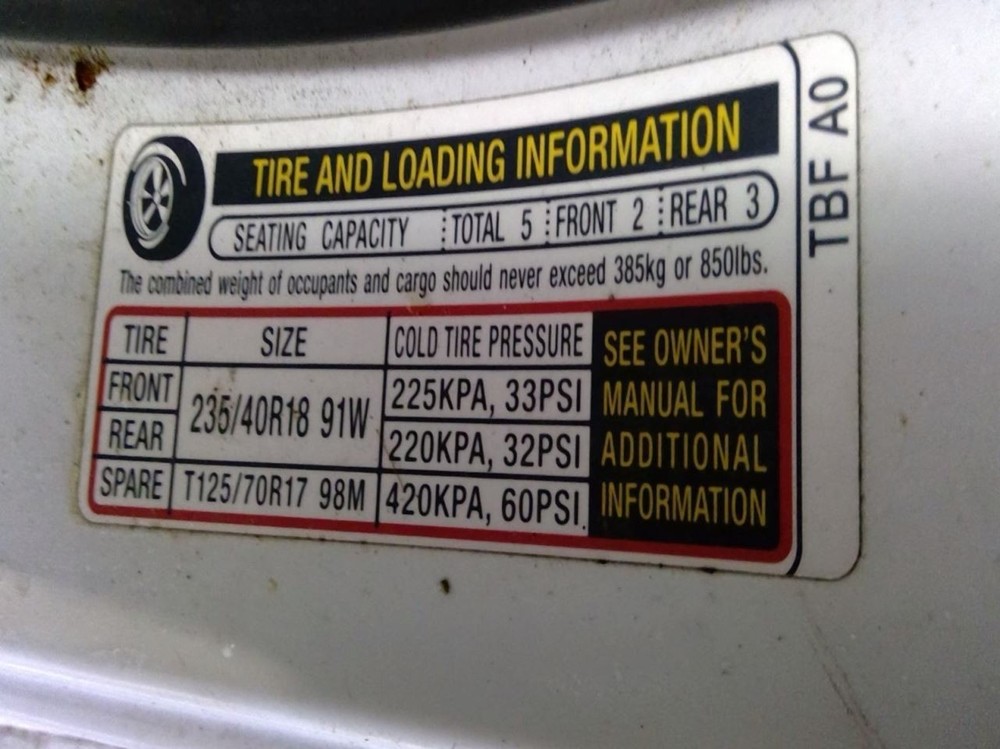 TIRE AND LOADING INFORMATION
SEATING CAPACITY TOTAL 5 FRONT 2 REAR 3
The combined weight of occupants and cargo should never exceed 385kg or 850lbs.
TIRE SIZE COLD TIRE PRESSURE
FRONT 235/40R18 91W 225KPA, 33PSI
REAR 220KPA, 32PSI
SPARE T125/70R17 98M 420KPA, 60PSI
SEE OWNER'S
MANUAL FOR
ADDITIONAL
INFORMATION
TBF A0